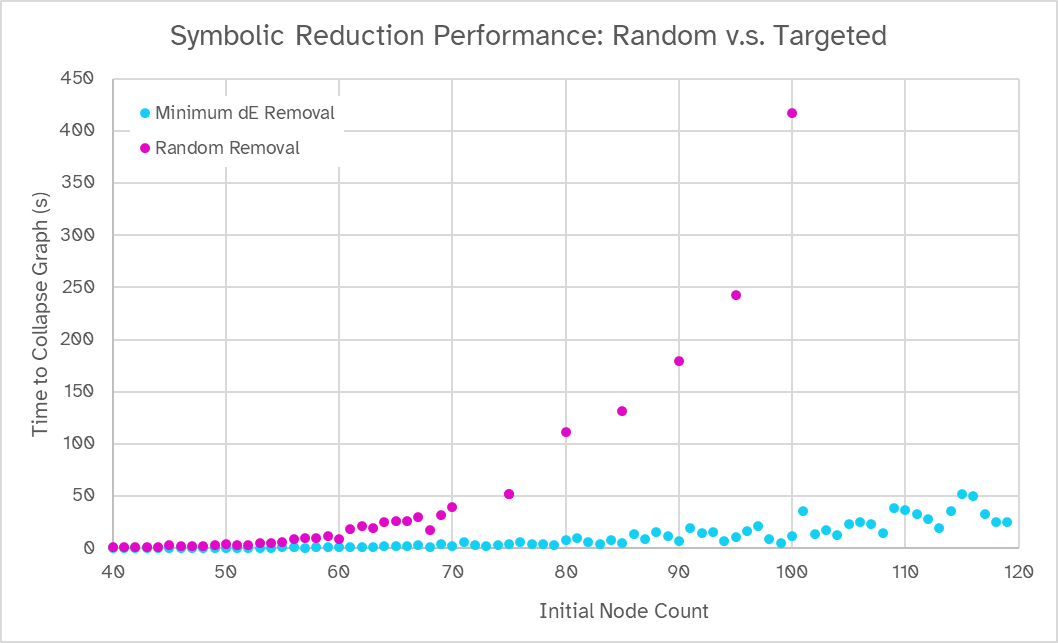 Symbolic Reduction Performance: Random v.s. Targeted
450
400
350
300
250
200
150
100
50
0
Minimum dE Removal
Random Removal
Time to Collapse Graph (s)
40 50 60 70 80 90 100 110 120
Initial Node Count